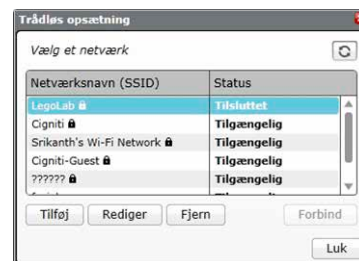 Trådløs opsætning
Vælg et netværk
Netværksnavn (SSID) Status
LegoLab Tilsluttet
Cigniti Tilgængelig
Srikanth's Wi-Fi Network Tilgængelig
Cigniti-Guest Tilgængelig
?????? Tilgængelig
Tilføj Rediger Fjern Forbind
Luk